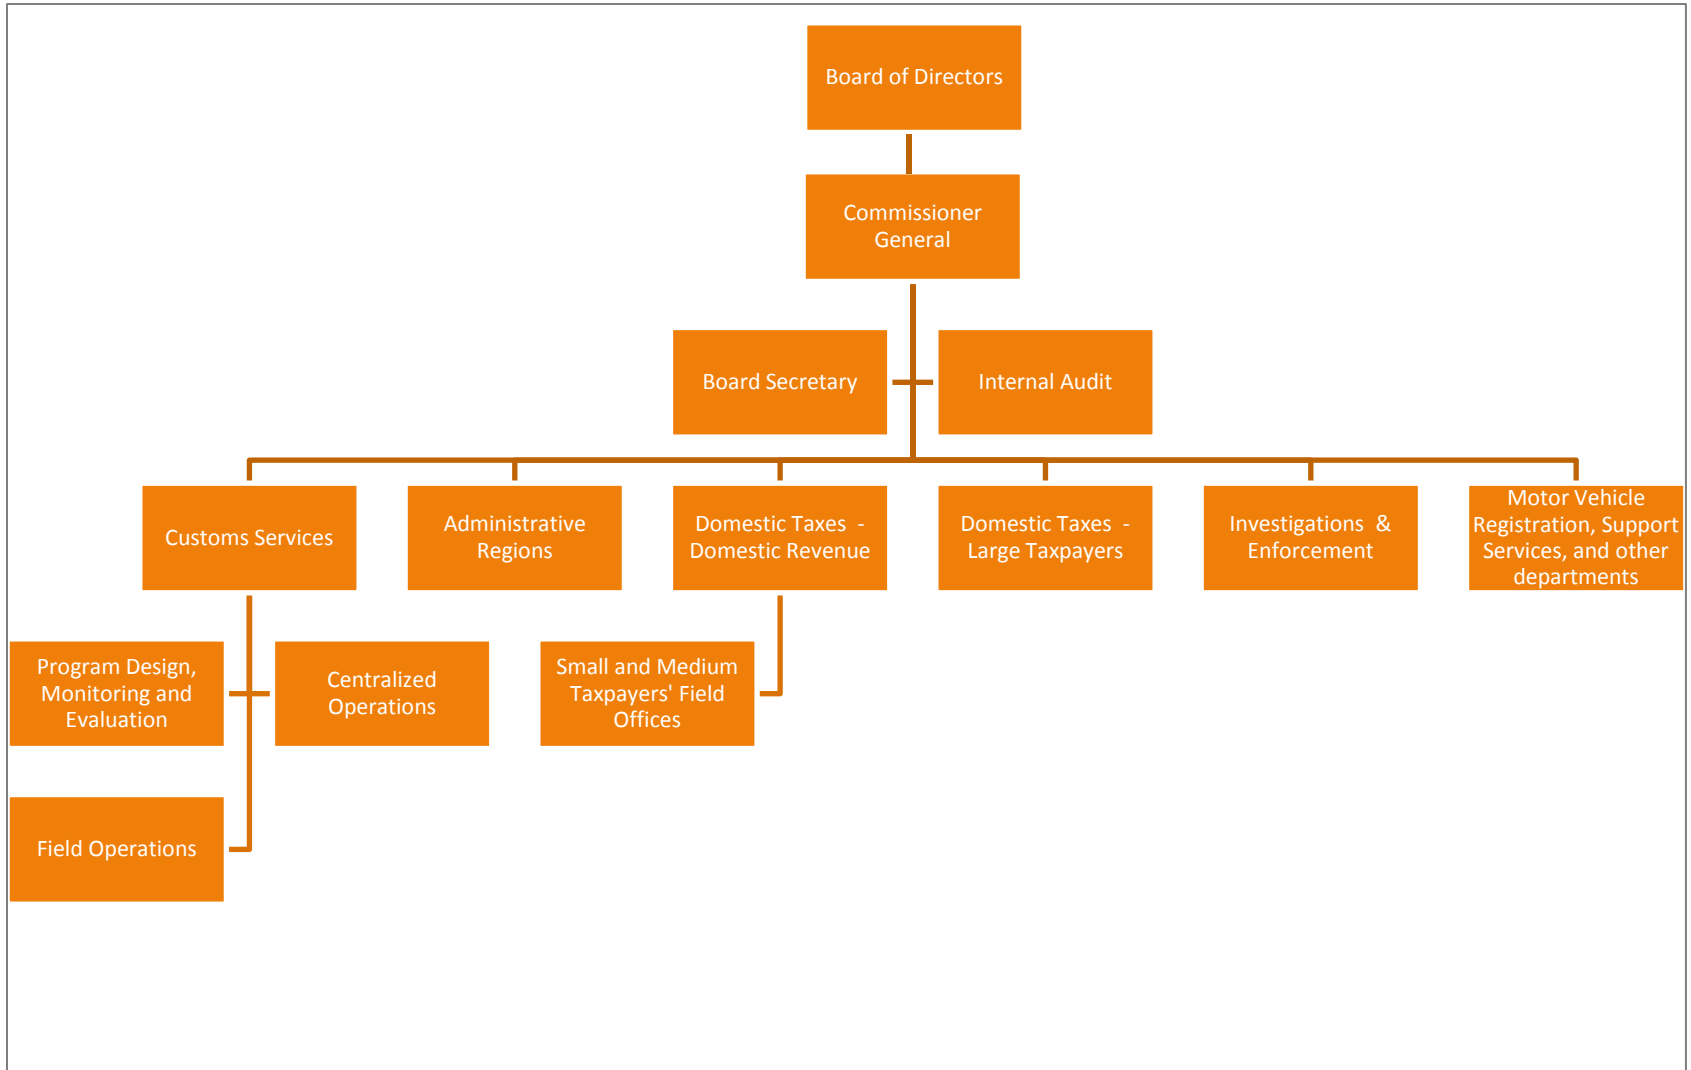 Board of Directors
Commissioner
General
Board Secretary
Internal Audit
Customs Services
Administrative
Regions
Domestic Taxes  -
Domestic Revenue
Domestic Taxes  -
Large Taxpayers
Investigations  &
Enforcement
Motor Vehicle
Registration, Support
Services, and other
departments
Program Design,
Monitoring and
Evaluation
Centralized
Operations
Small and Medium
Taxpayers' Field
Offices
Field Operations